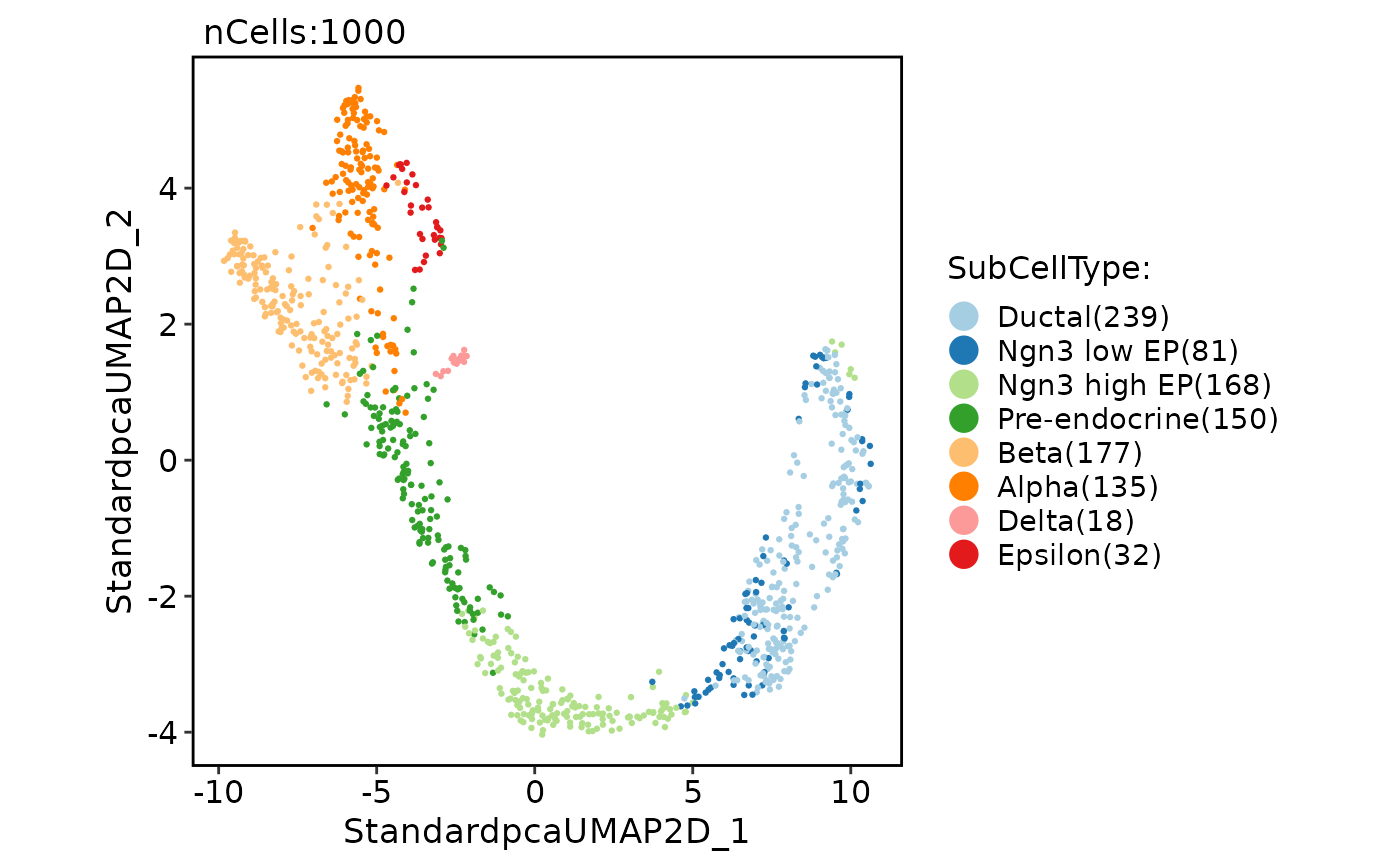 nCells:1000
StandardpcaUMAP2D_2
4
2
0
-2
-4
-10
-5
0
5
10
StandardpcaUMAP2D_1
SubCellType:
Ductal(239)
Ngn3 low EP(81)
Ngn3 high EP(168)
Pre-endocrine(150)
Beta(177)
Alpha(135)
Delta(18)
Epsilon(32)